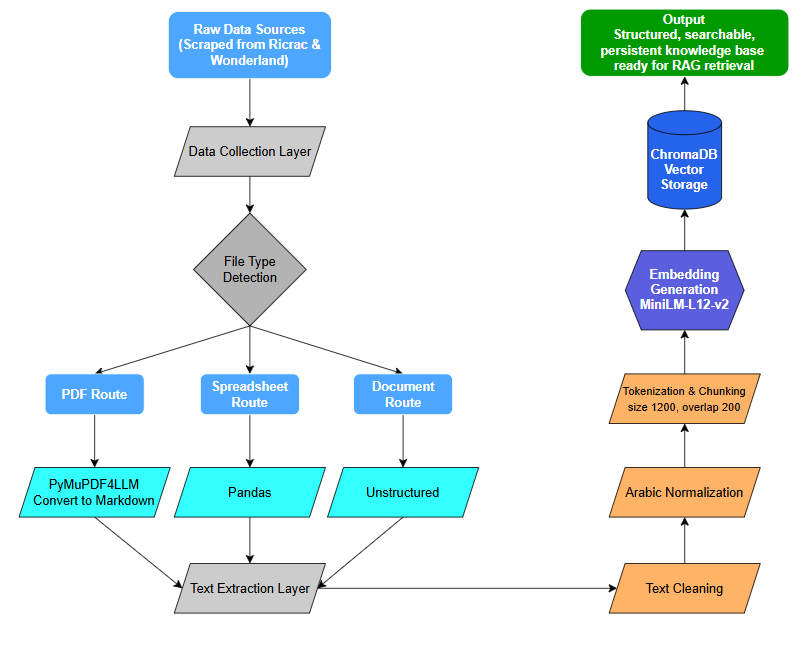 Raw Data Sources
(Scraped from Ricrac &
Wonderland)
Data Collection Layer
File Type
Detection
PDF Route
Spreadsheet
Route
Document
Route
PyMuPDF4LLM
Convert to Markdown
Pandas
Unstructured
Text Extraction Layer
Text Cleaning
Arabic Normalization
Tokenization & Chunking
size 1200, overlap 200
Embedding
Generation
MiniLM-L12-v2
ChromaDB
Vector
Storage
Output
Structured, searchable,
persistent knowledge base
ready for RAG retrieval